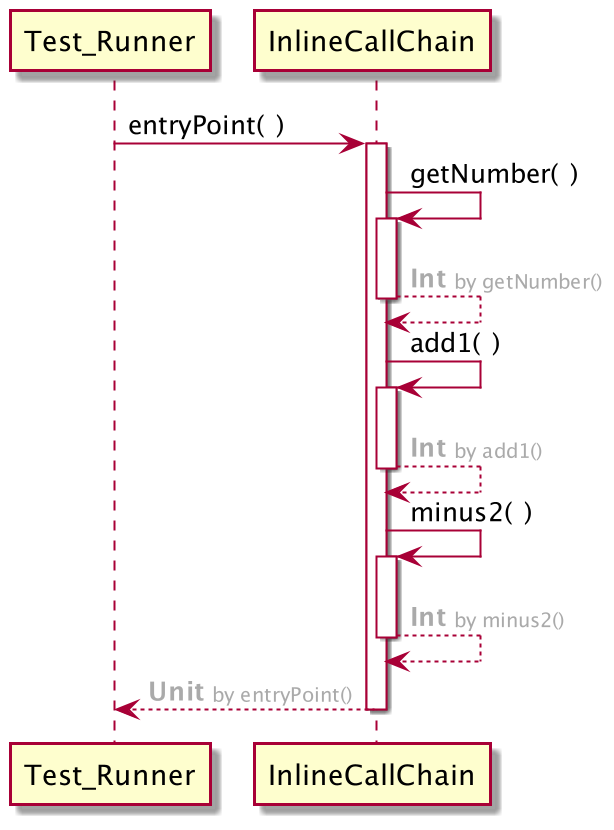 Test_Runner
InlineCallChain
entryPoint( )
getNumber( )
Int by getNumber()
add1( )
Int by add1()
minus2( )
Int by minus2()
Unit by entryPoint()
Test_Runner
InlineCallChain